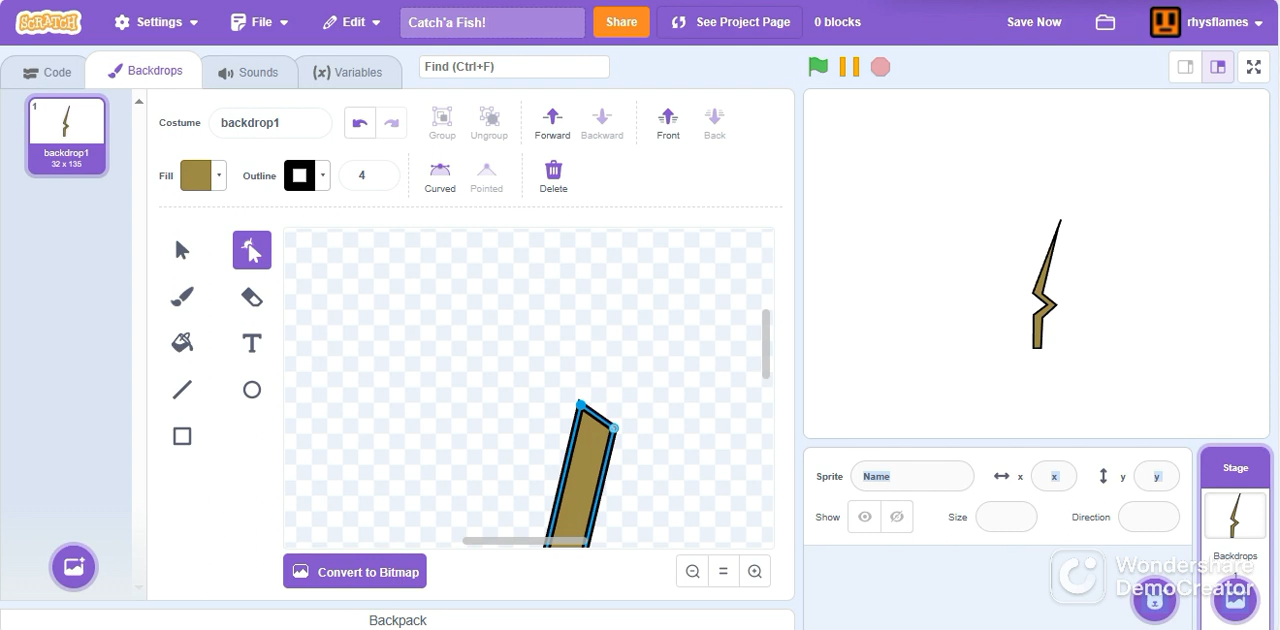 SCRATCH Settings File Edit Catch'a Fish! Share See Project Page 0 blocks Save Now rhysflames
Code Backdrops Sounds (x) Variables Find (Ctrl+F)
1
backdrop1
32 x 135
Costume backdrop1 Group Ungroup Forward Backward Front Back
Fill Outline 4 Curved Pointed Delete
T
Convert to Bitmap
Backpack
Sprite Name x x y y
Show Size Direction
Stage
Backdrops
1
x
Wondershare
DemoCreator